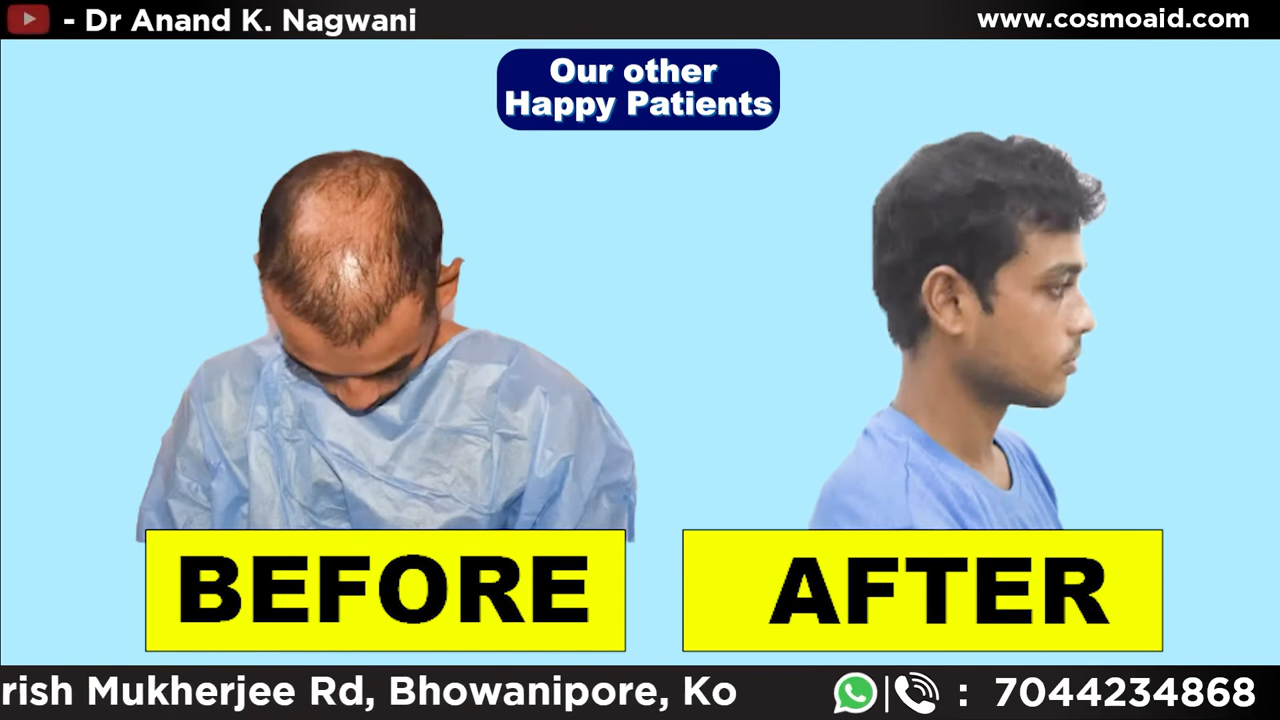 - Dr Anand K. Nagwani
www.cosmoaid.com
Our other
Happy Patients
BEFORE
AFTER
rish Mukherjee Rd, Bhowanipore, Ko
: 7044234868